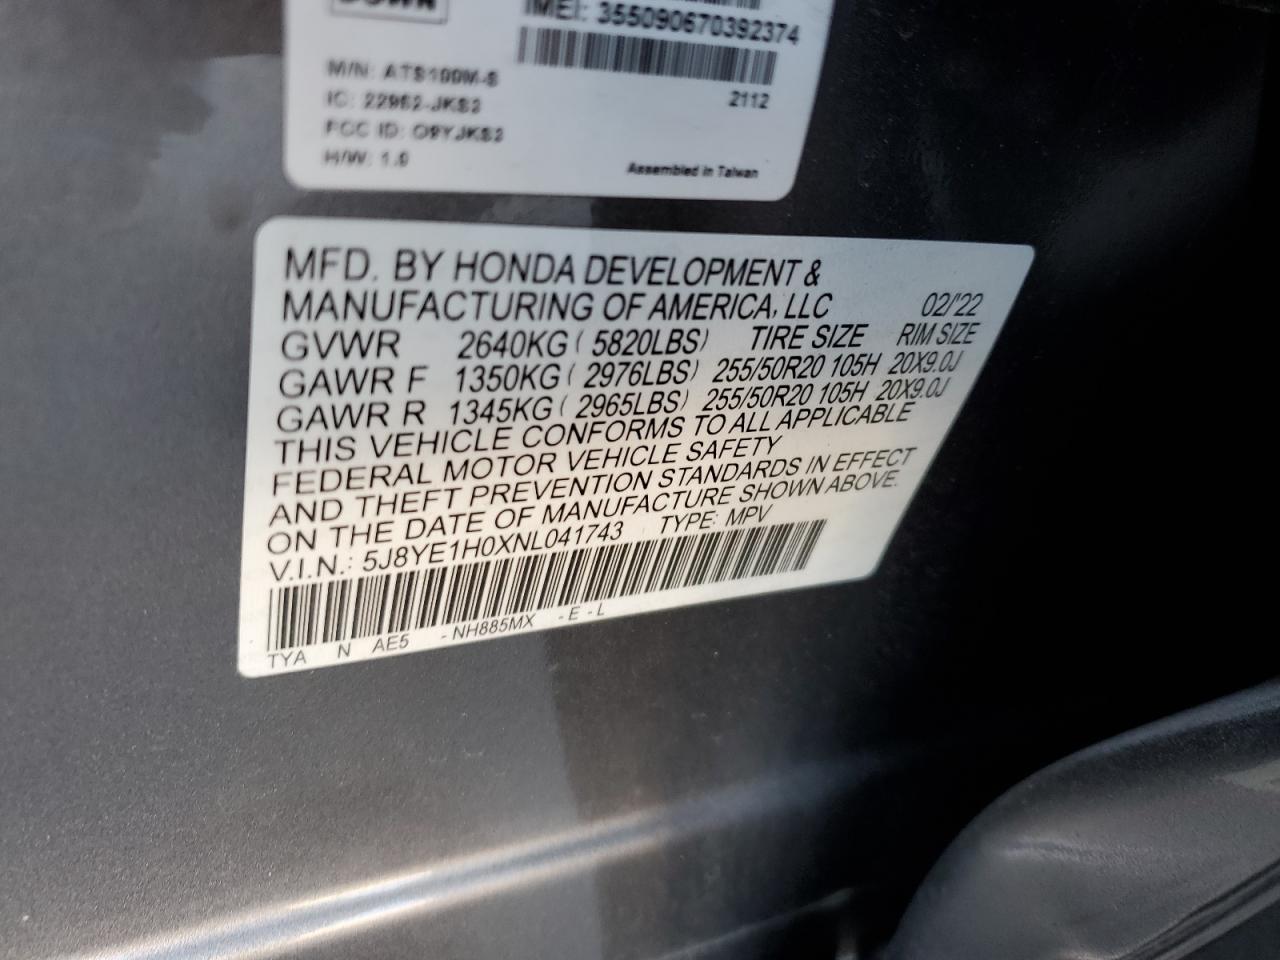 DOWN
IMEI: 355090670392374
M/N: ATS100M-S
2112
IC: 22952-JKS2
FCC ID: O9YJKS2
H/W: 1.0
Assembled in Taiwan
MFD. BY HONDA DEVELOPMENT &
MANUFACTURING OF AMERICA, LLC 02/'22
GVWR 2640KG ( 5820LBS) TIRE SIZE RIM SIZE
GAWR F 1350KG ( 2976LBS) 255/50R20 105H 20X9.0J
GAWR R 1345KG ( 2965LBS) 255/50R20 105H 20X9.0J
THIS VEHICLE CONFORMS TO ALL APPLICABLE
FEDERAL MOTOR VEHICLE SAFETY
AND THEFT PREVENTION STANDARDS IN EFFECT
ON THE DATE OF MANUFACTURE SHOWN ABOVE.
V.I.N.: 5J8YE1H0XNL041743 TYPE: MPV
TYA N AE5 -NH885MX -E-L